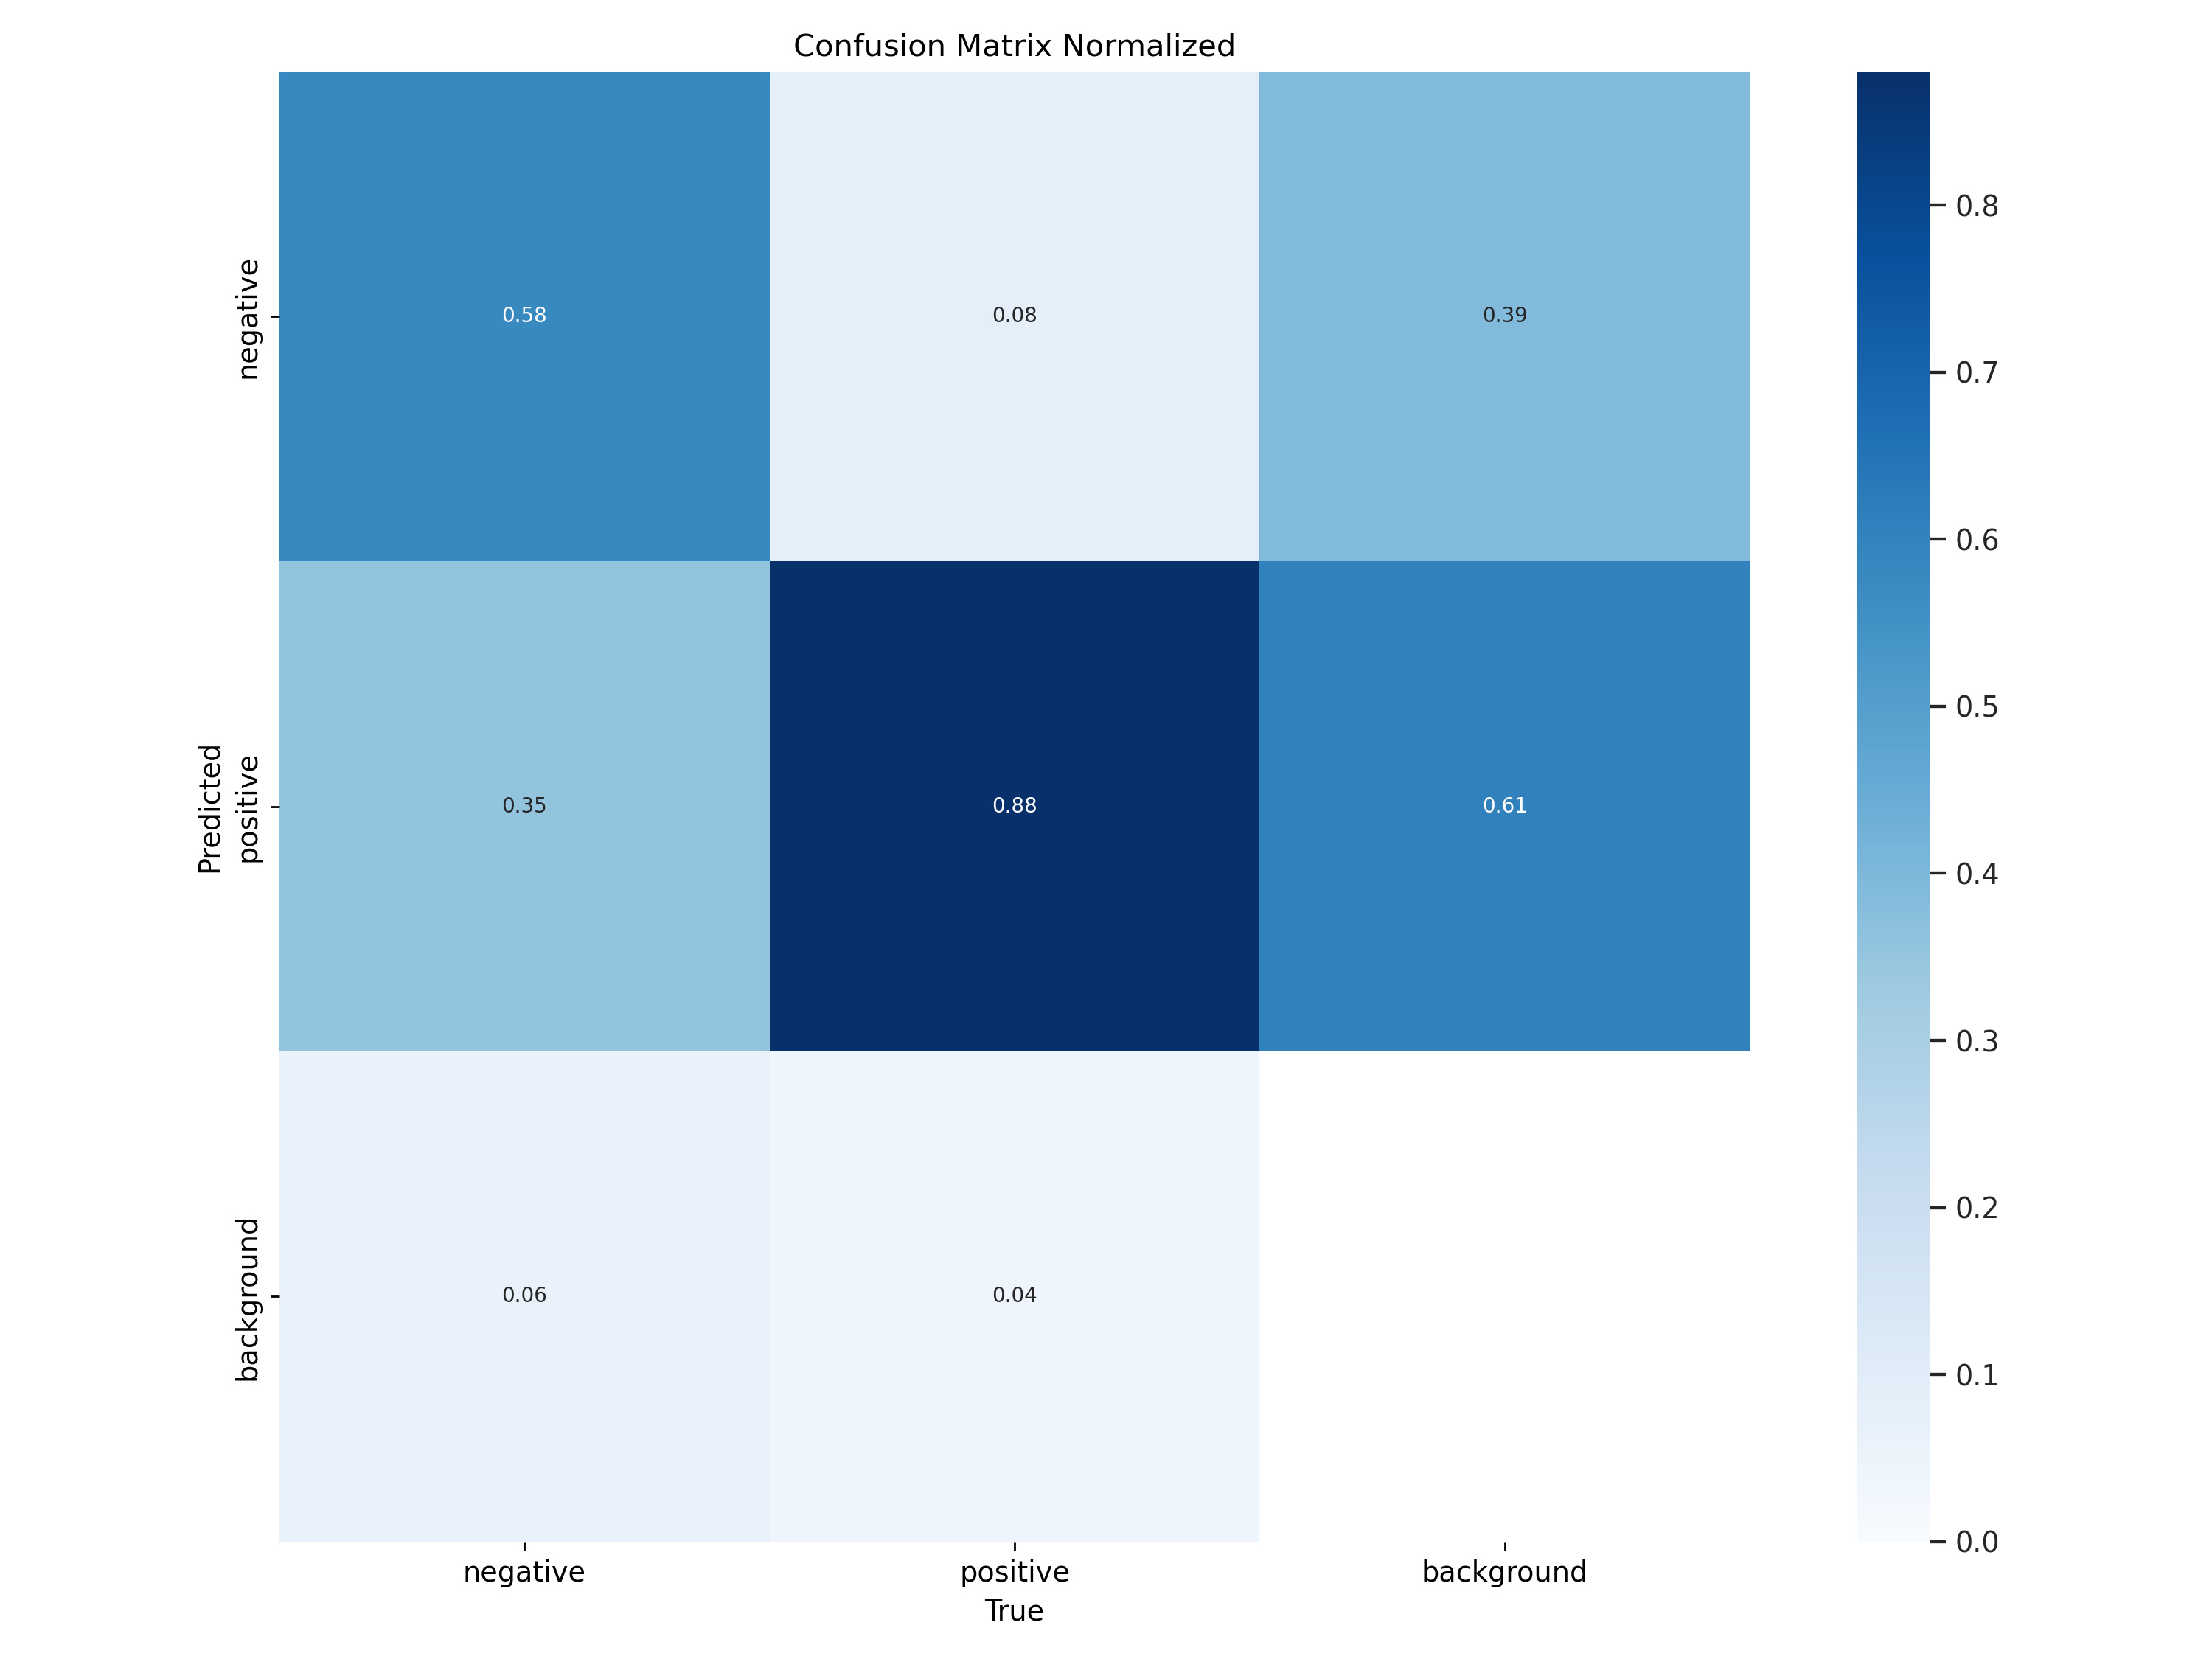 Confusion Matrix Normalized
negative
0.58
0.08
0.39
Predicted
positive
0.35
0.88
0.61
background
0.06
0.04
negative
positive
background
True
0.8
0.7
0.6
0.5
0.4
0.3
0.2
0.1
0.0